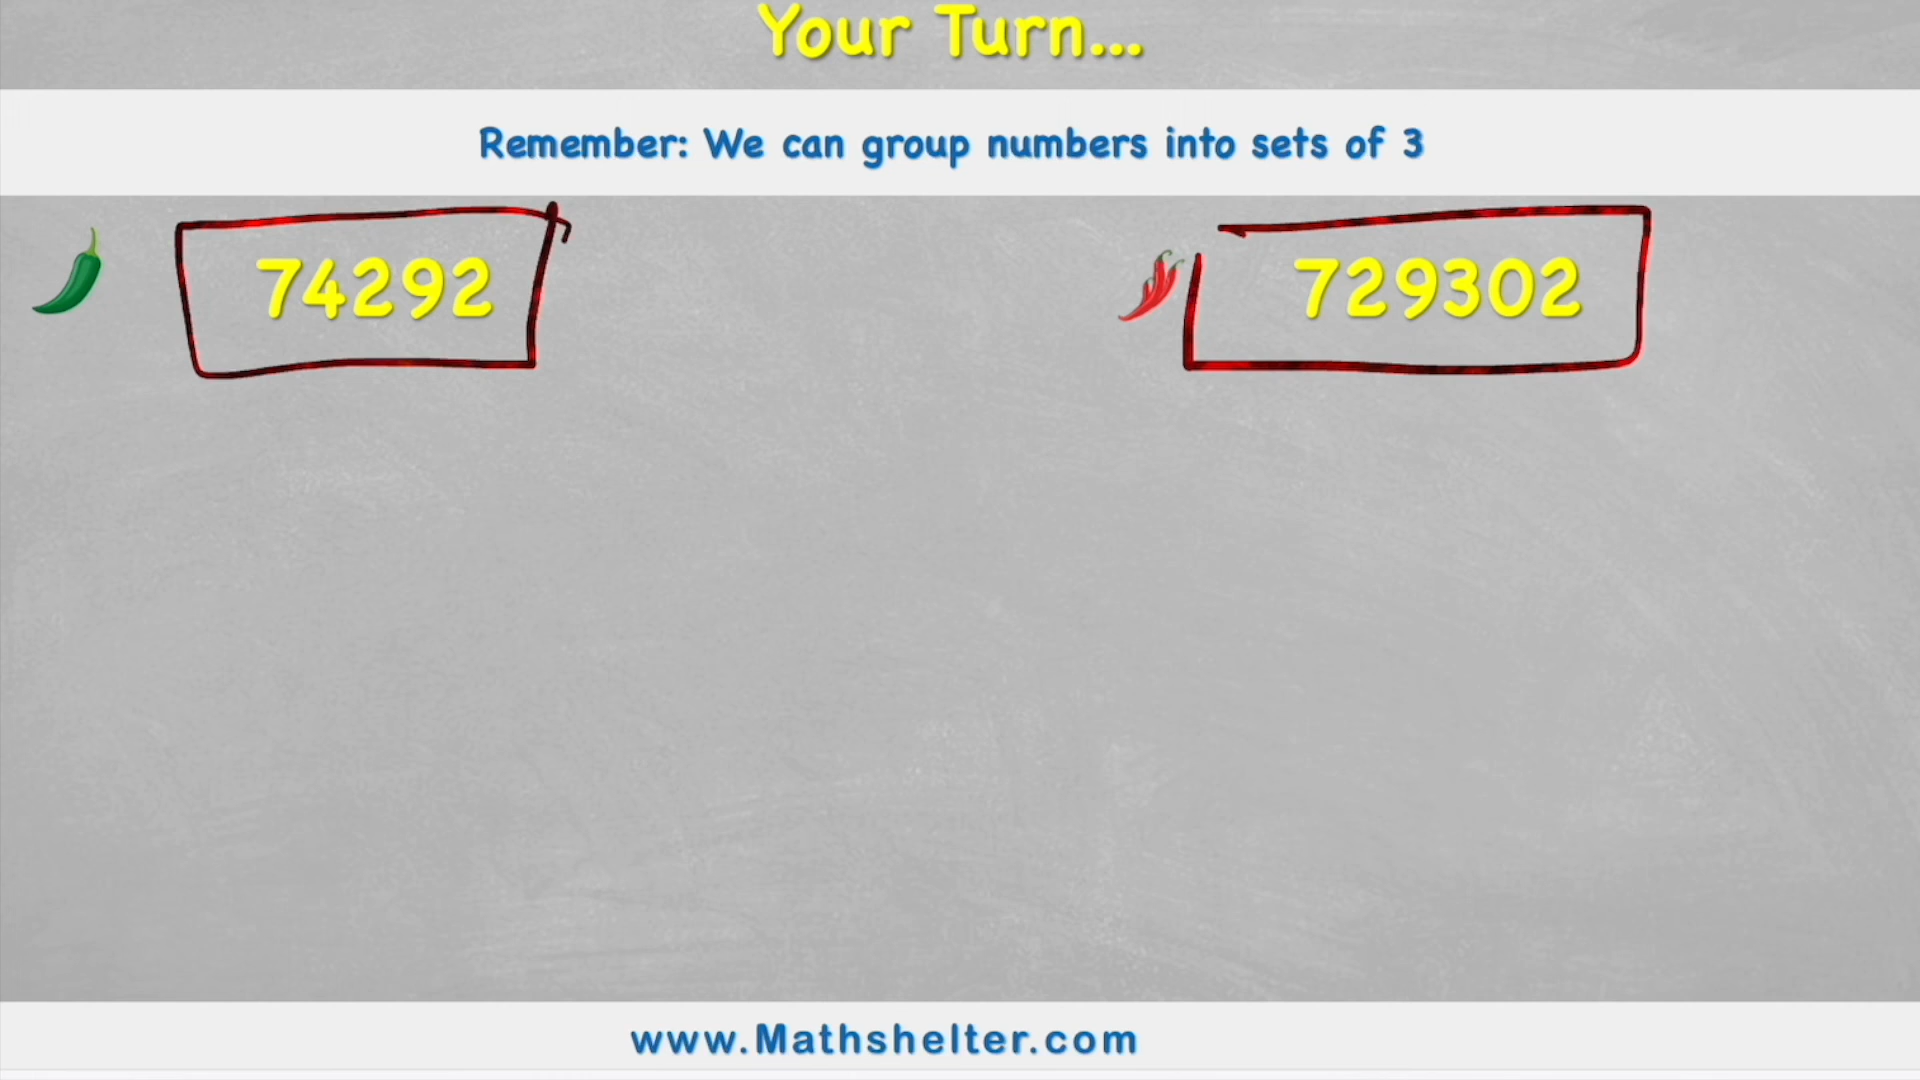 Your Turn...
Remember: We can group numbers into sets of 3
74292
729302
www.Mathshelter.com